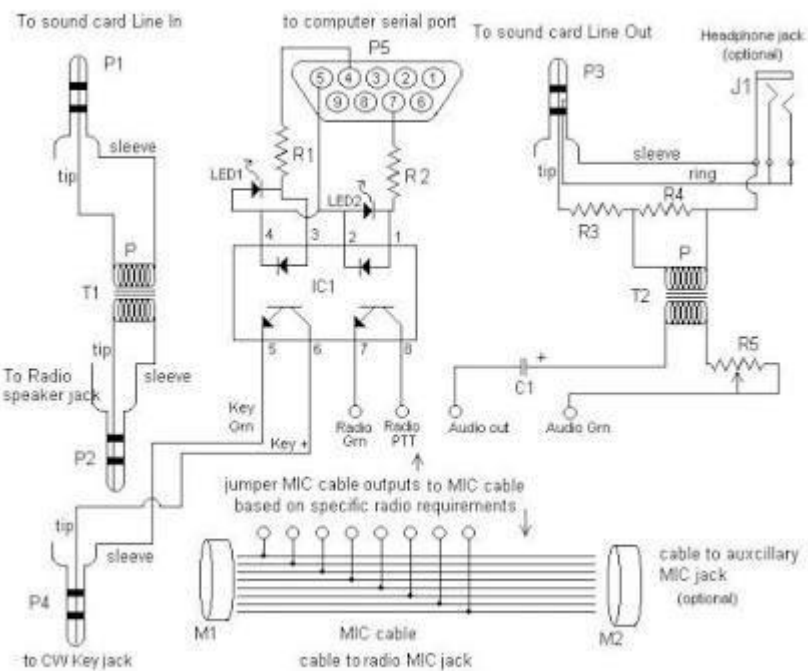 To sound card Line In
to computer serial port
To sound card Line Out
Headphone jack
(optional)
P1
P5
P3
J1
5 4 3 2 1
9 8 7 6
sleeve
R1
R2
sleeve
tip
LED1
LED2
tip
ring
R4
R3
4 3 2 1
P
P
T1
IC1
T2
5 6 7 8
tip
sleeve
R5
To Radio
speaker jack
C1
+
Key
Grn
Radio
Grn
Radio
PTT
Audio out
Audio Grn
Key +
P2
jumper MIC cable outputs to MIC cable
based on specific radio requirements
tip
sleeve
cable to auxcillary
MIC jack
(optional)
P4
M1
MIC cable
M2
to CW Key jack
cable to radio MIC jack